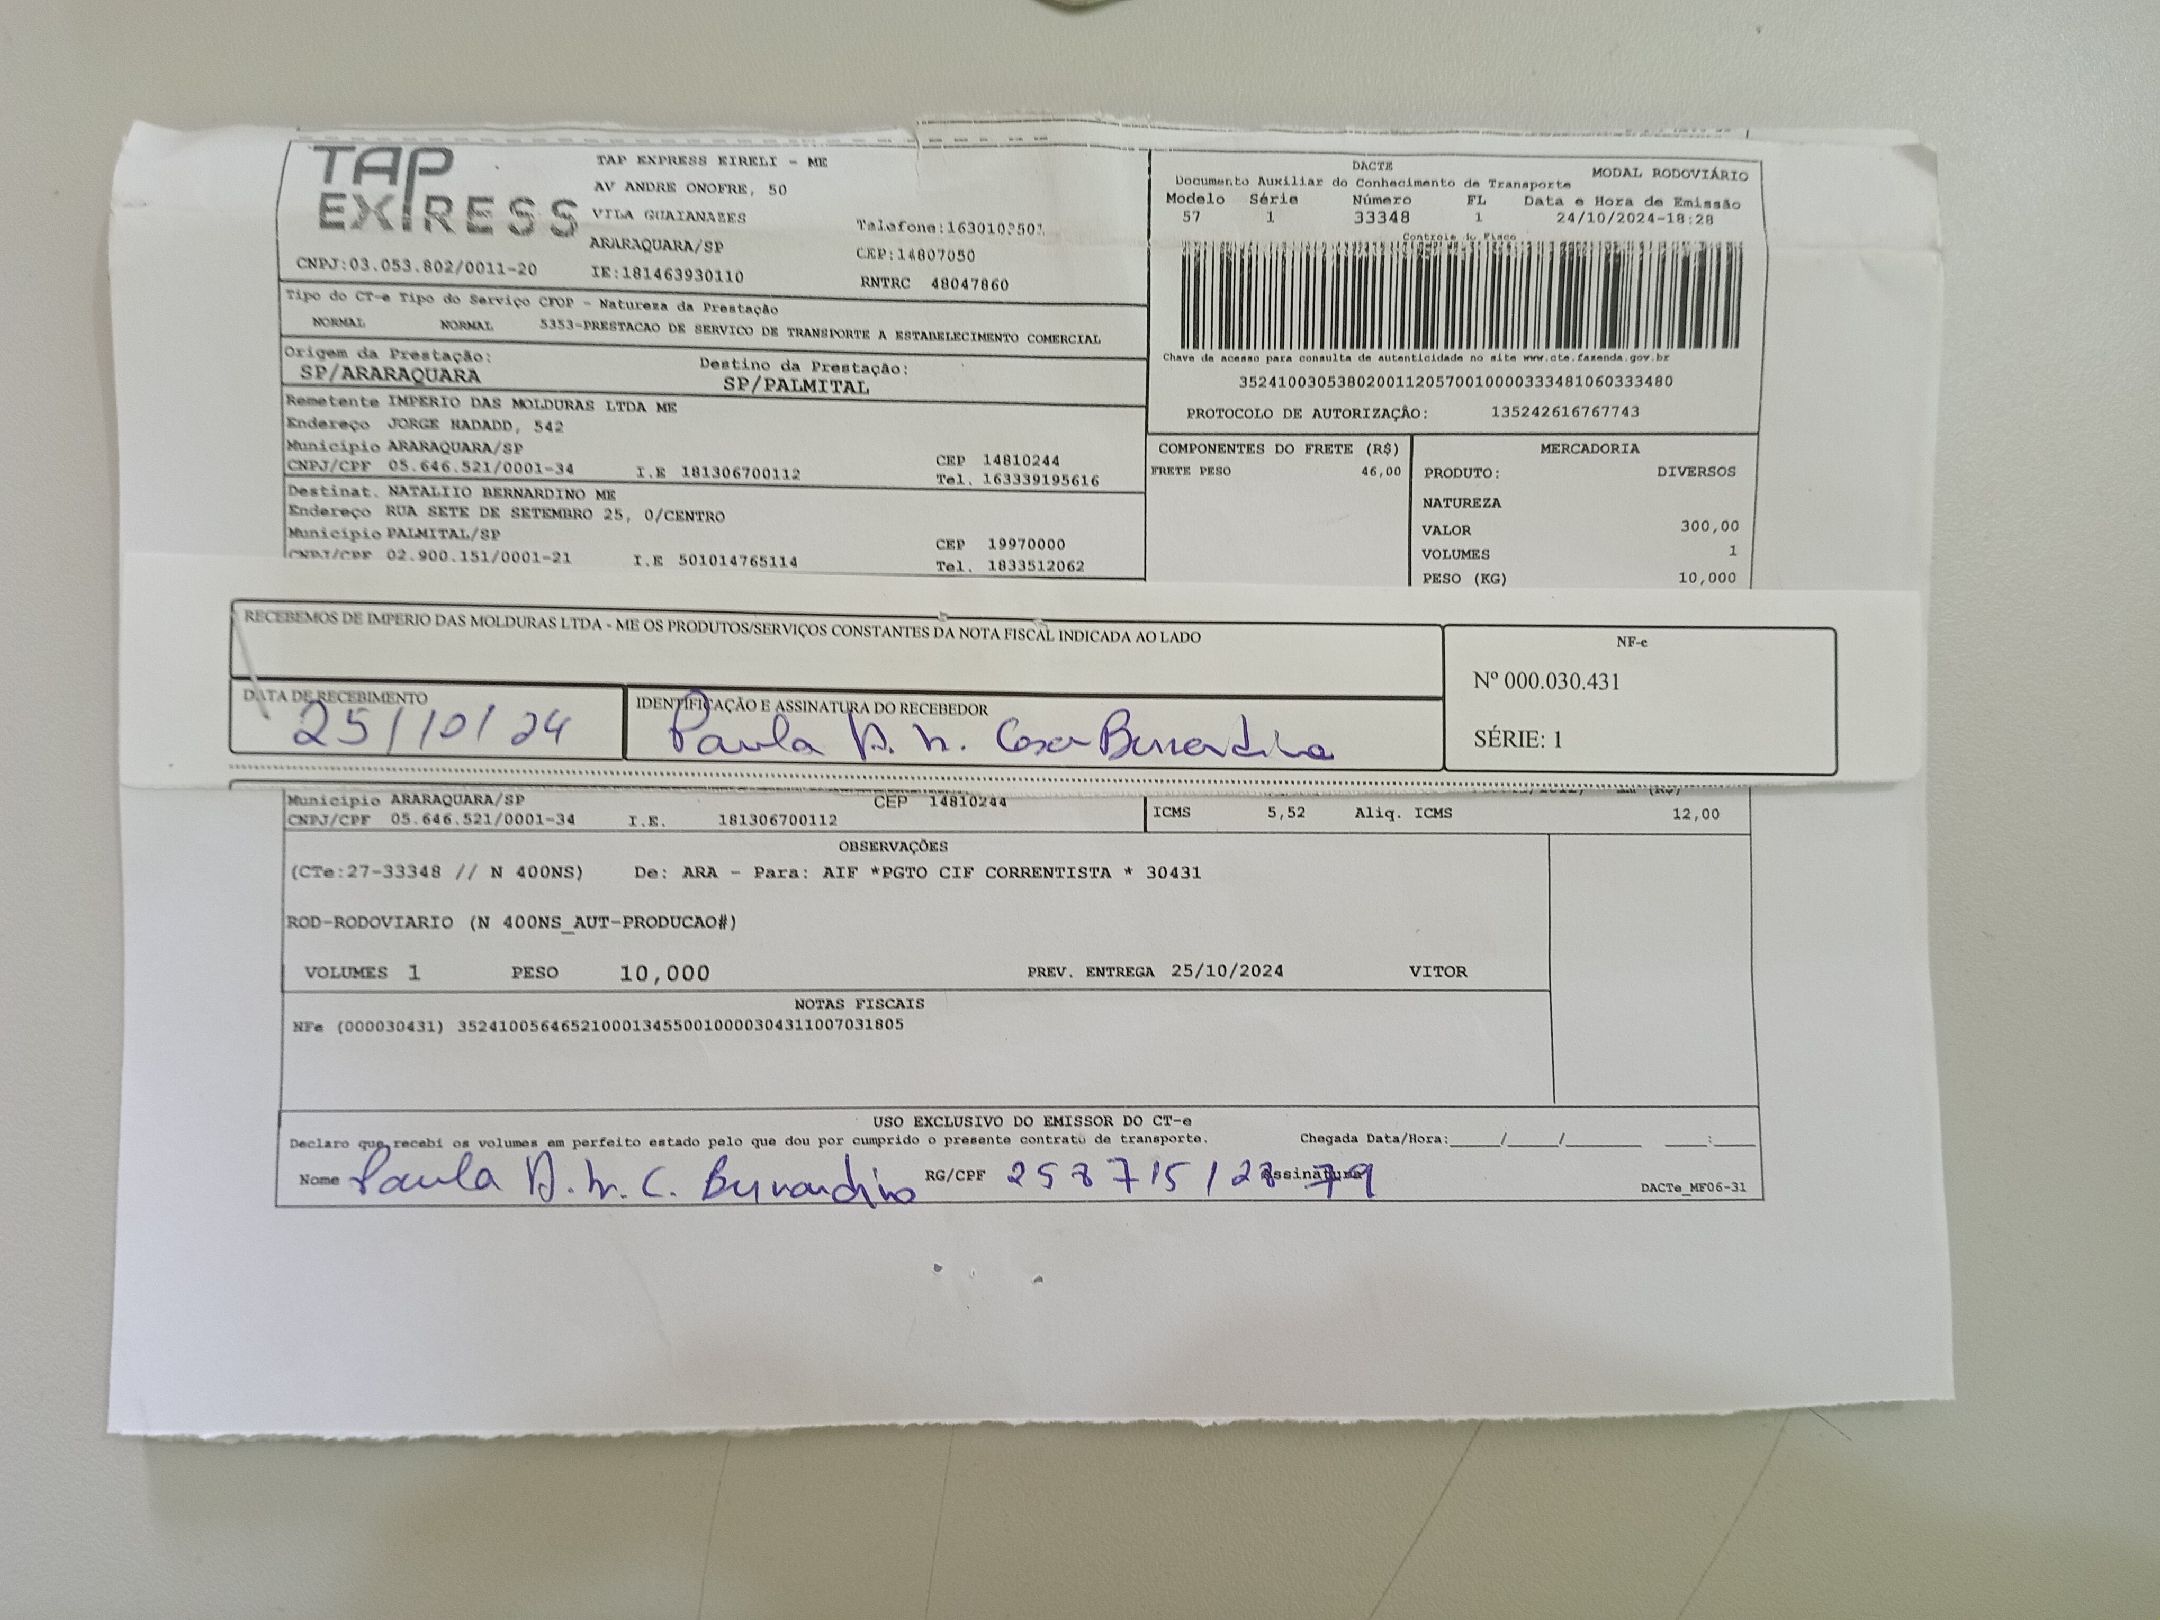 TAP
EXPRESS
TAP EXPRESS EIRELI - ME
AV ANDRE ONOFRE, 50
VILA GUAIANAZES
ARARAQUARA/SP
CNPJ:03.053.802/0011-20
IE:181463930110
CEP:14807050
RNTRC 48047860
DACTE
MODAL RODOVIÁRIO
Documento Auxiliar do Conhecimento de Transporte
Modelo Série Número FL Data e Hora de Emissão
57 1 33348 1 24/10/2024-18:28
Controle do Fisco
Chave de acesso para consulta de autenticidade no site www.cte.fazenda.gov.br
35241003053802001120570010000333481060333480
PROTOCOLO DE AUTORIZAÇÃO: 135242616767743
Tipo do CT-e Tipo do Serviço CFOP - Natureza da Prestação
NORMAL NORMAL 5353-PRESTACAO DE SERVICO DE TRANSPORTE A ESTABELECIMENTO COMERCIAL
Origem da Prestação: Destino da Prestação:
SP/ARARAQUARA SP/PALMITAL
Remetente IMPERIO DAS MOLDURAS LTDA ME
Endereço JORGE HADADD, 542
Município ARARAQUARA/SP CEP 14810244
CNPJ/CPF 05.646.521/0001-34 I.E 181306700112 Tel. 163339195616
Destinat. NATALIIO BERNARDINO ME
Endereço RUA SETE DE SETEMBRO 25, 0/CENTRO
Município PALMITAL/SP CEP 19970000
CNPJ/CPF 02.900.151/0001-21 I.E 501014765114 Tel. 1833512062
COMPONENTES DO FRETE (R$)
FRETE PESO 46,00
MERCADORIA
PRODUTO: DIVERSOS
NATUREZA
VALOR 300,00
VOLUMES 1
PESO (KG) 10,000
RECEBEMOS DE IMPERIO DAS MOLDURAS LTDA - ME OS PRODUTOS/SERVIÇOS CONSTANTES DA NOTA FISCAL INDICADA AO LADO
DATA DE RECEBIMENTO
25/10/24
IDENTIFICAÇÃO E ASSINATURA DO RECEBEDOR
Paula
NF-e
Nº 000.030.431
SÉRIE: 1
Município ARARAQUARA/SP CEP 14810244
CNPJ/CPF 05.646.521/0001-34 I.E. 181306700112
ICMS 5,52 Aliq. ICMS 12,00
OBSERVAÇÕES
(CTe:27-33348 // N 400NS) De: ARA - Para: AIF *PGTO CIF CORRENTISTA * 30431
ROD-RODOVIARIO (N 400NS_AUT-PRODUCAO#)
VOLUMES 1 PESO 10,000 PREV. ENTREGA 25/10/2024 VITOR
NOTAS FISCAIS
NFe (000030431) 35241005646521000134550010000304311007031805
USO EXCLUSIVO DO EMISSOR DO CT-e
Declaro que recebi os volumes em perfeito estado pelo que dou por cumprido o presente contrato de transporte. Chegada Data/Hora:_____/_____/_______ ____:____
Nome Paula C. Bernardino RG/CPF Assinatura
DACTe_MF06-31